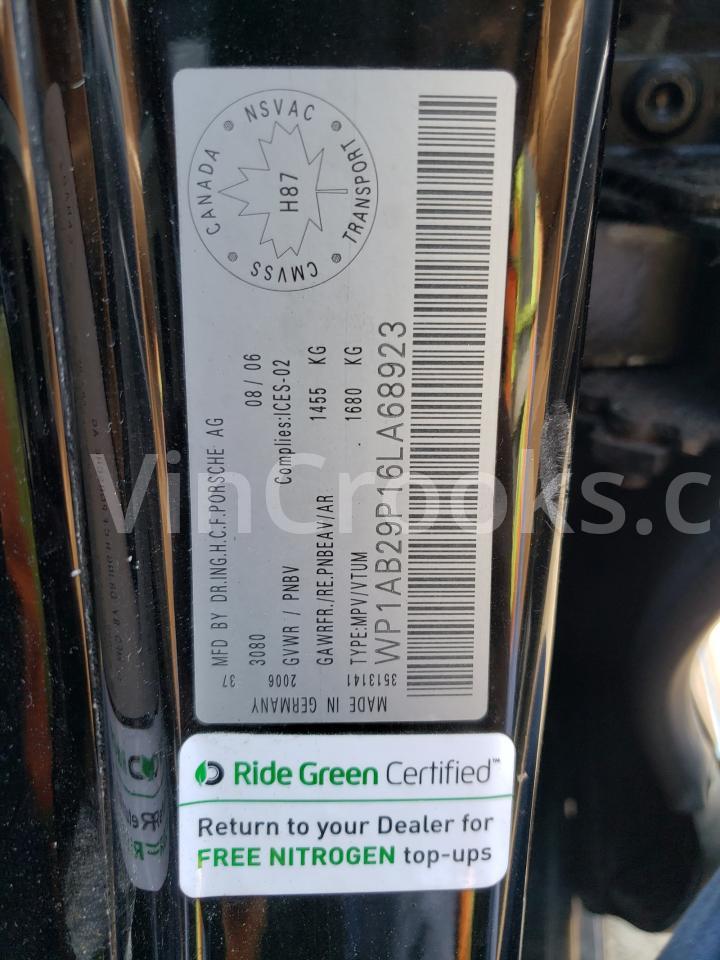 CANADA NSVAC TRANSPORT CMVSS
H87
MFD BY DR.ING.H.C.F.PORSCHE AG 08/06
3080 Complies:ICES-02
GVWR / PNBV
GAWRFR./RE.PNBEAV/AR 1455 KG
TYPE:MPV/VTUM 1680 KG
WP1AB29P16LA68923
37
2006
3513141
MADE IN GERMANY
VinCrooks.c
Ride Green Certified™
Return to your Dealer for
FREE NITROGEN top-ups